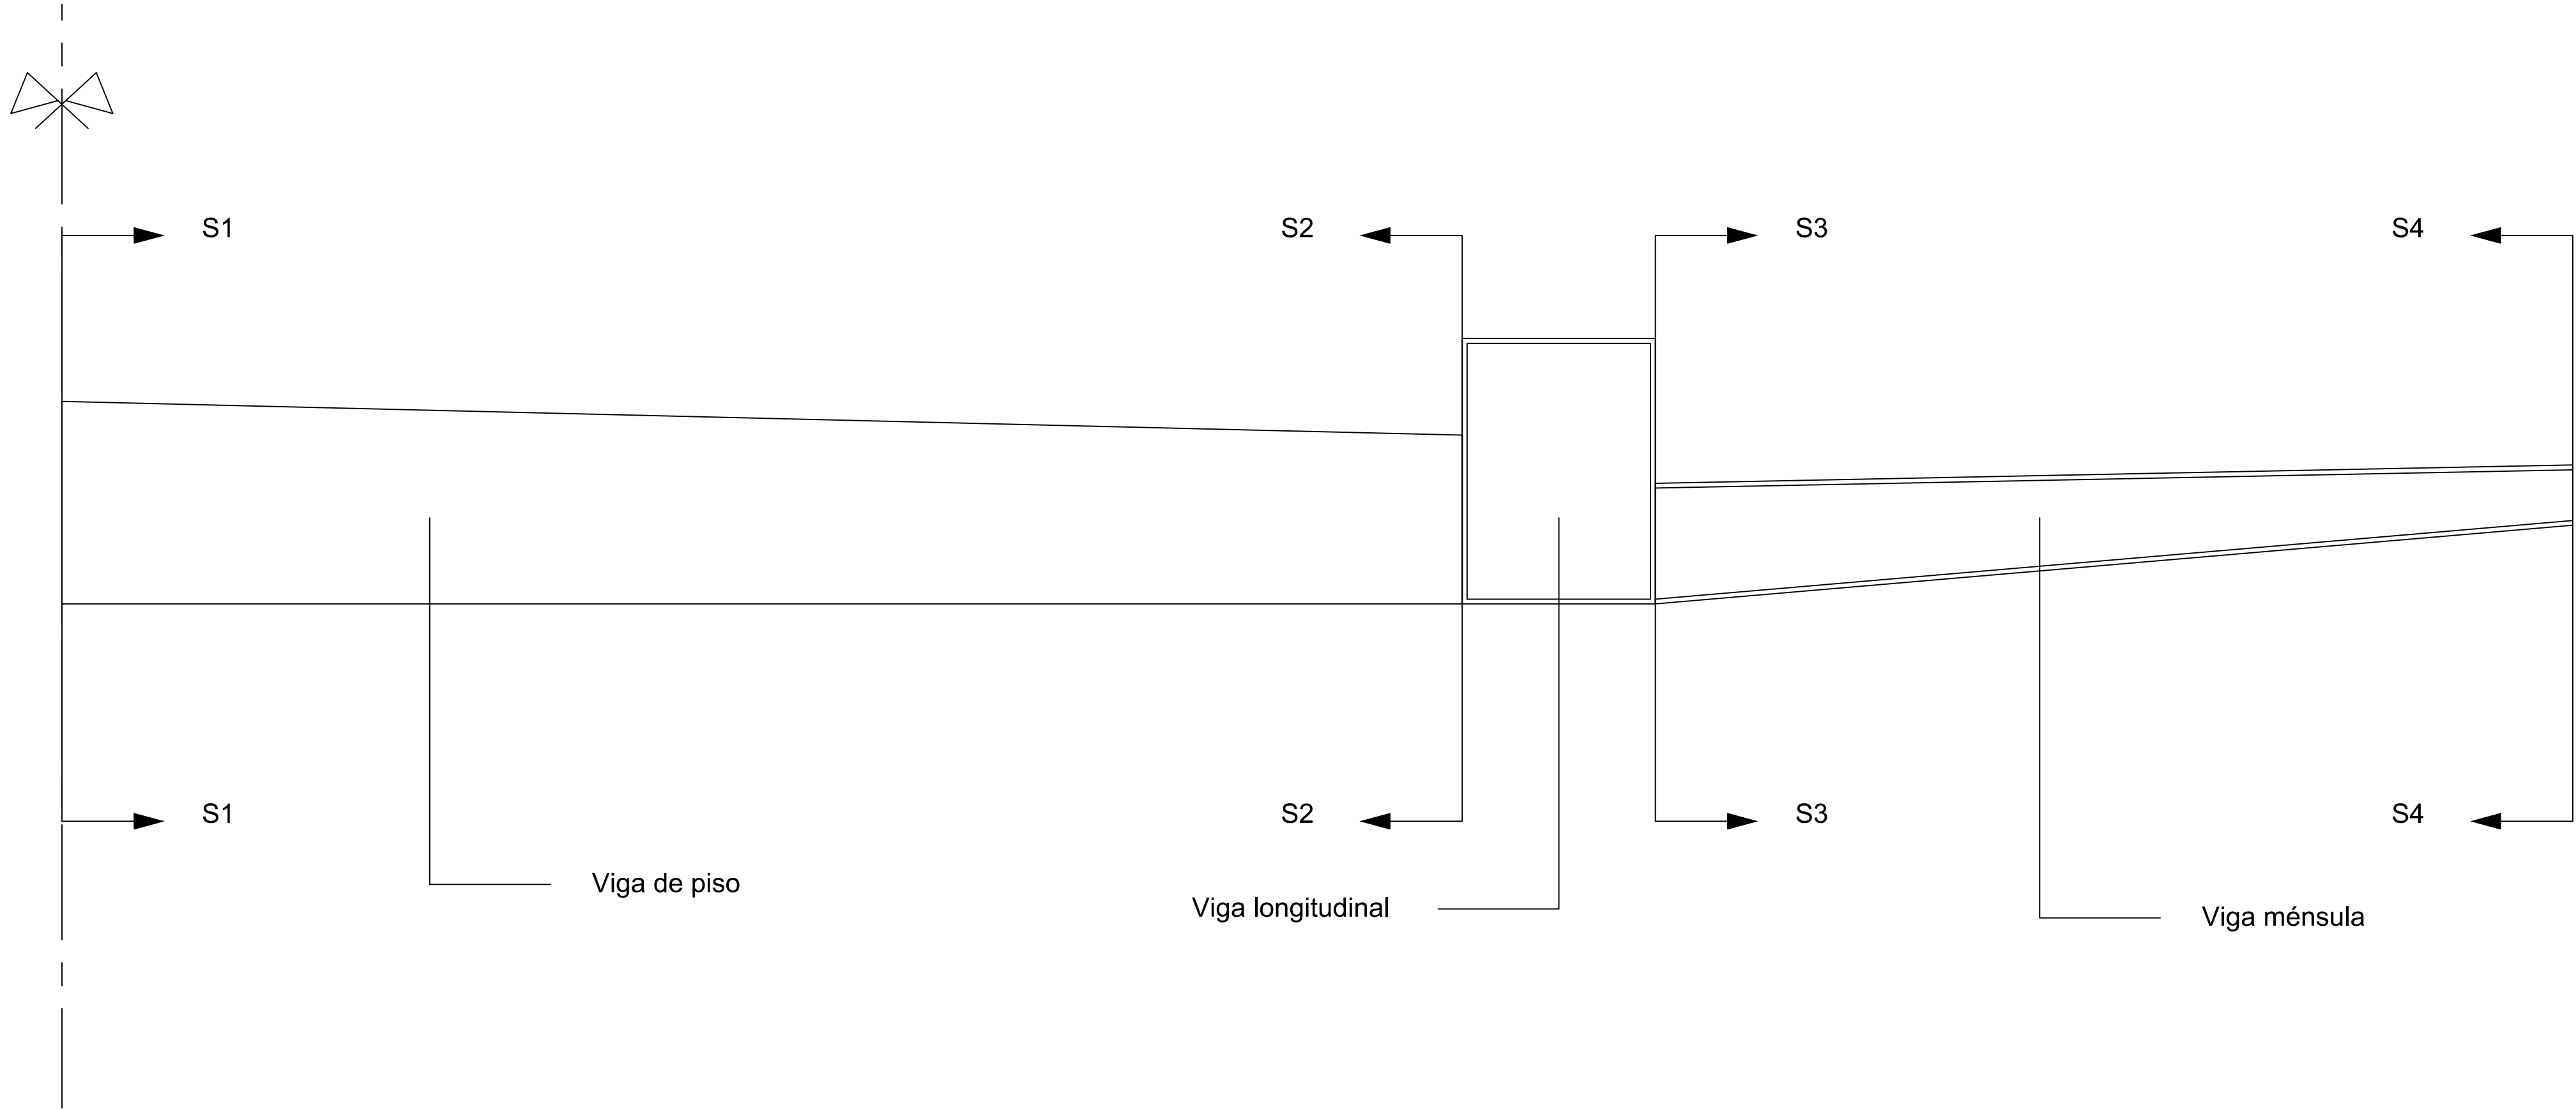 S1
S2
S3
S4
S1
S2
S3
S4
Viga de piso
Viga longitudinal
Viga ménsula